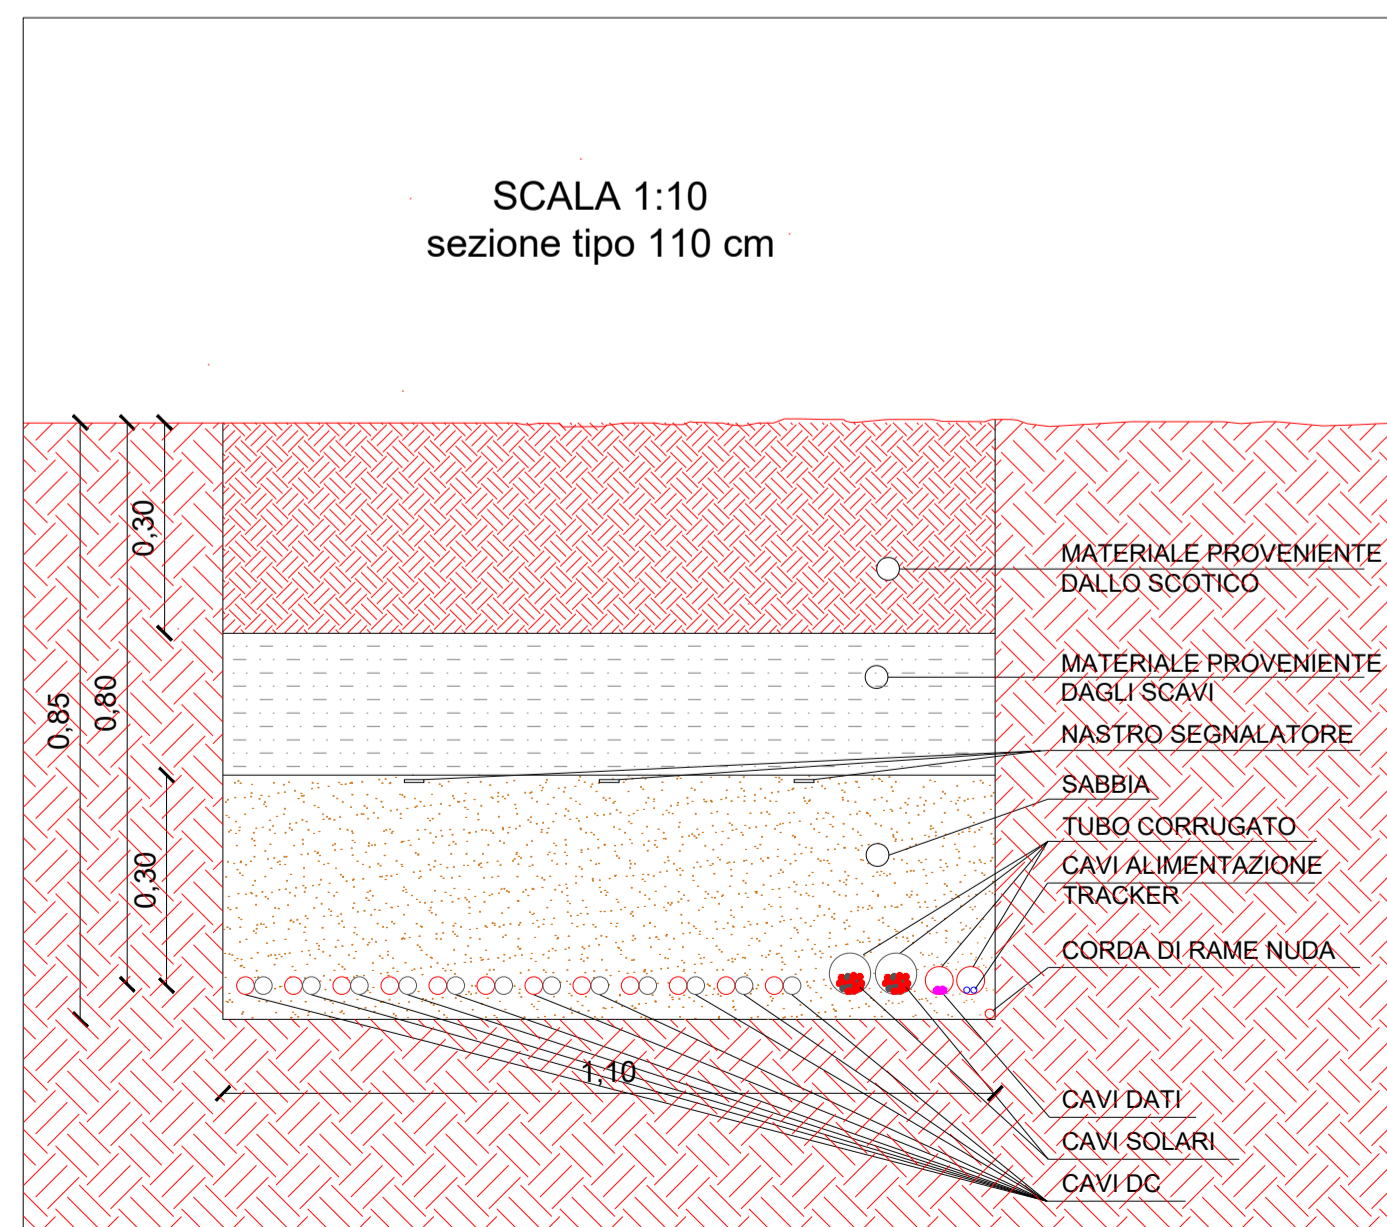 SCALA 1:10
sezione tipo 110 cm
0,30
0,85
0,80
0,30
1,10
MATERIALE PROVENIENTE
DALLO SCOTICO
MATERIALE PROVENIENTE
DAGLI SCAVI
NASTRO SEGNALATORE
SABBIA
TUBO CORRUGATO
CAVI ALIMENTAZIONE
TRACKER
CORDA DI RAME NUDA
CAVI DATI
CAVI SOLARI
CAVI DC